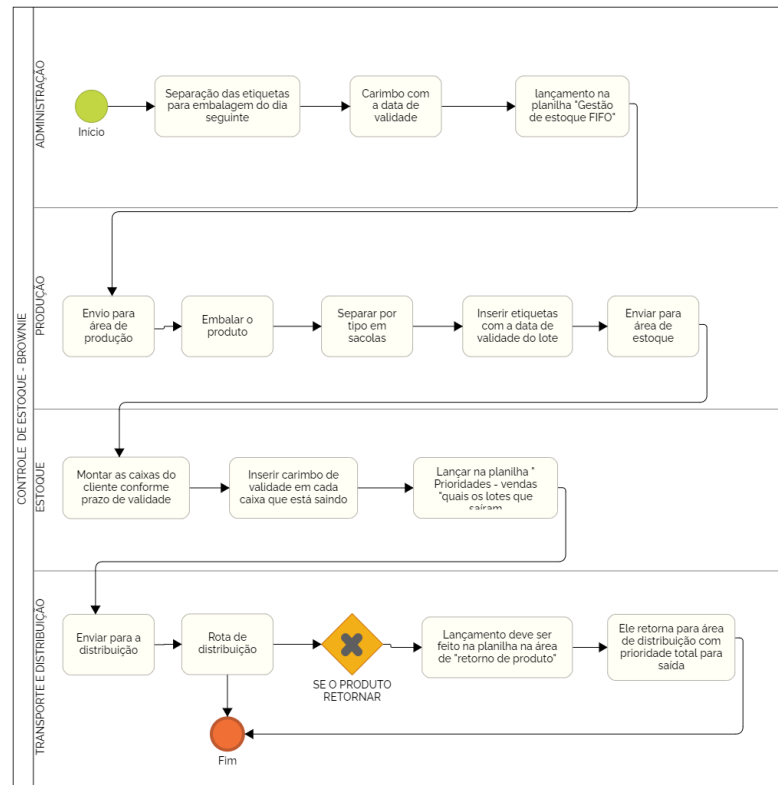 CONTROLE DE ESTOQUE - BROWNIE
ADMINISTRAÇÃO
Início
Separação das etiquetas
para embalagem do dia
seguinte
Carimbo com
a data de
validade
lançamento na
planilha "Gestão
de estoque FIFO"
PRODUÇÃO
Envio para
área de
produção
Embalar o
produto
Separar por
tipo em
sacolas
Inserir etiquetas
com a data de
validade do lote
Enviar para
área de
estoque
ESTOQUE
Montar as caixas do
cliente conforme
prazo de validade
Inserir carimbo de
validade em cada
caixa que está saindo
Lançar na planilha "
Prioridades - vendas
"quais os lotes que
saíram
TRANSPORTE E DISTRIBUIÇÃO
Enviar para a
distribuição
Rota de
distribuição
SE O PRODUTO
RETORNAR
Lançamento deve ser
feito na planilha na área
de "retorno de produto"
Ele retorna para área
de distribuição com
prioridade total para
saída
Fim